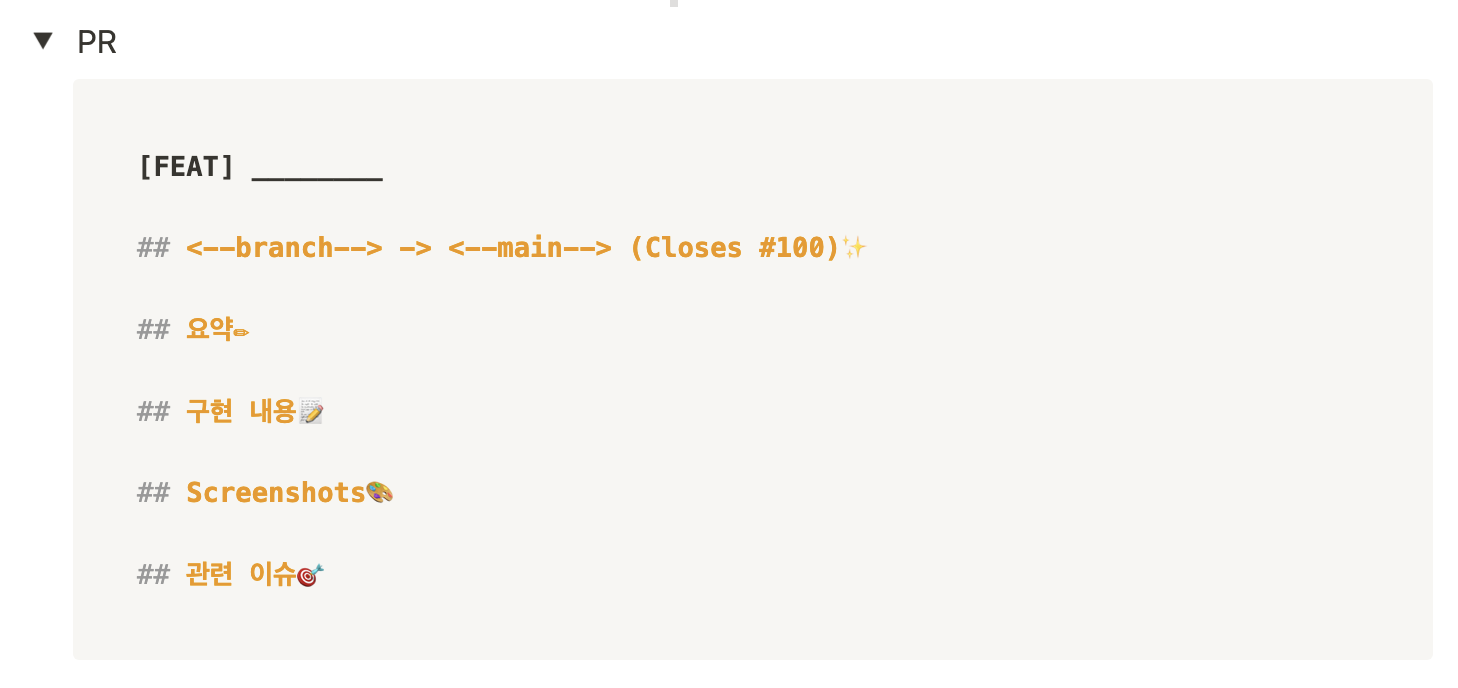 ▼ PR
[FEAT] ________
## <--branch--> -> <--main--> (Closes #100)✨
## 요약✏
## 구현 내용📝
## Screenshots🎨
## 관련 이슈🎯